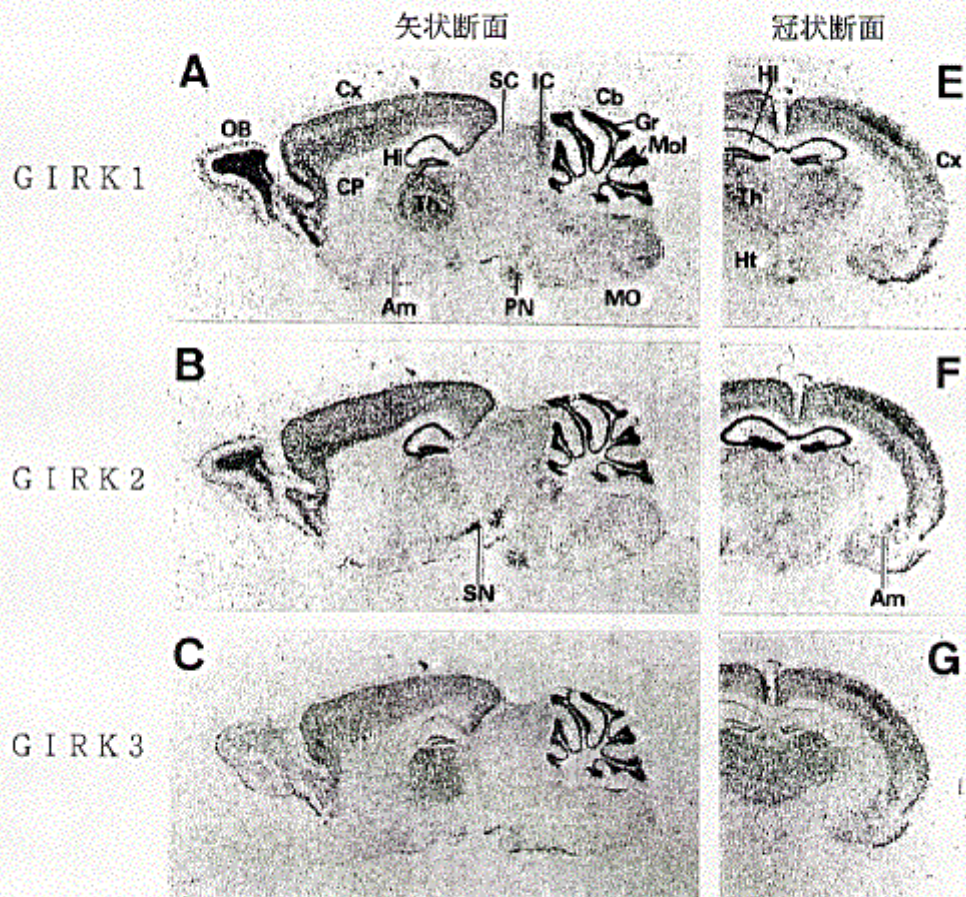 矢状断面
冠状断面
GIRK1
A
OB
Cx
CP
Hi
Th
Am
SC
IC
PN
Cb
Gr
Mol
MO
E
Hi
Cx
Th
Ht
GIRK2
B
SN
F
Am
GIRK3
C
G